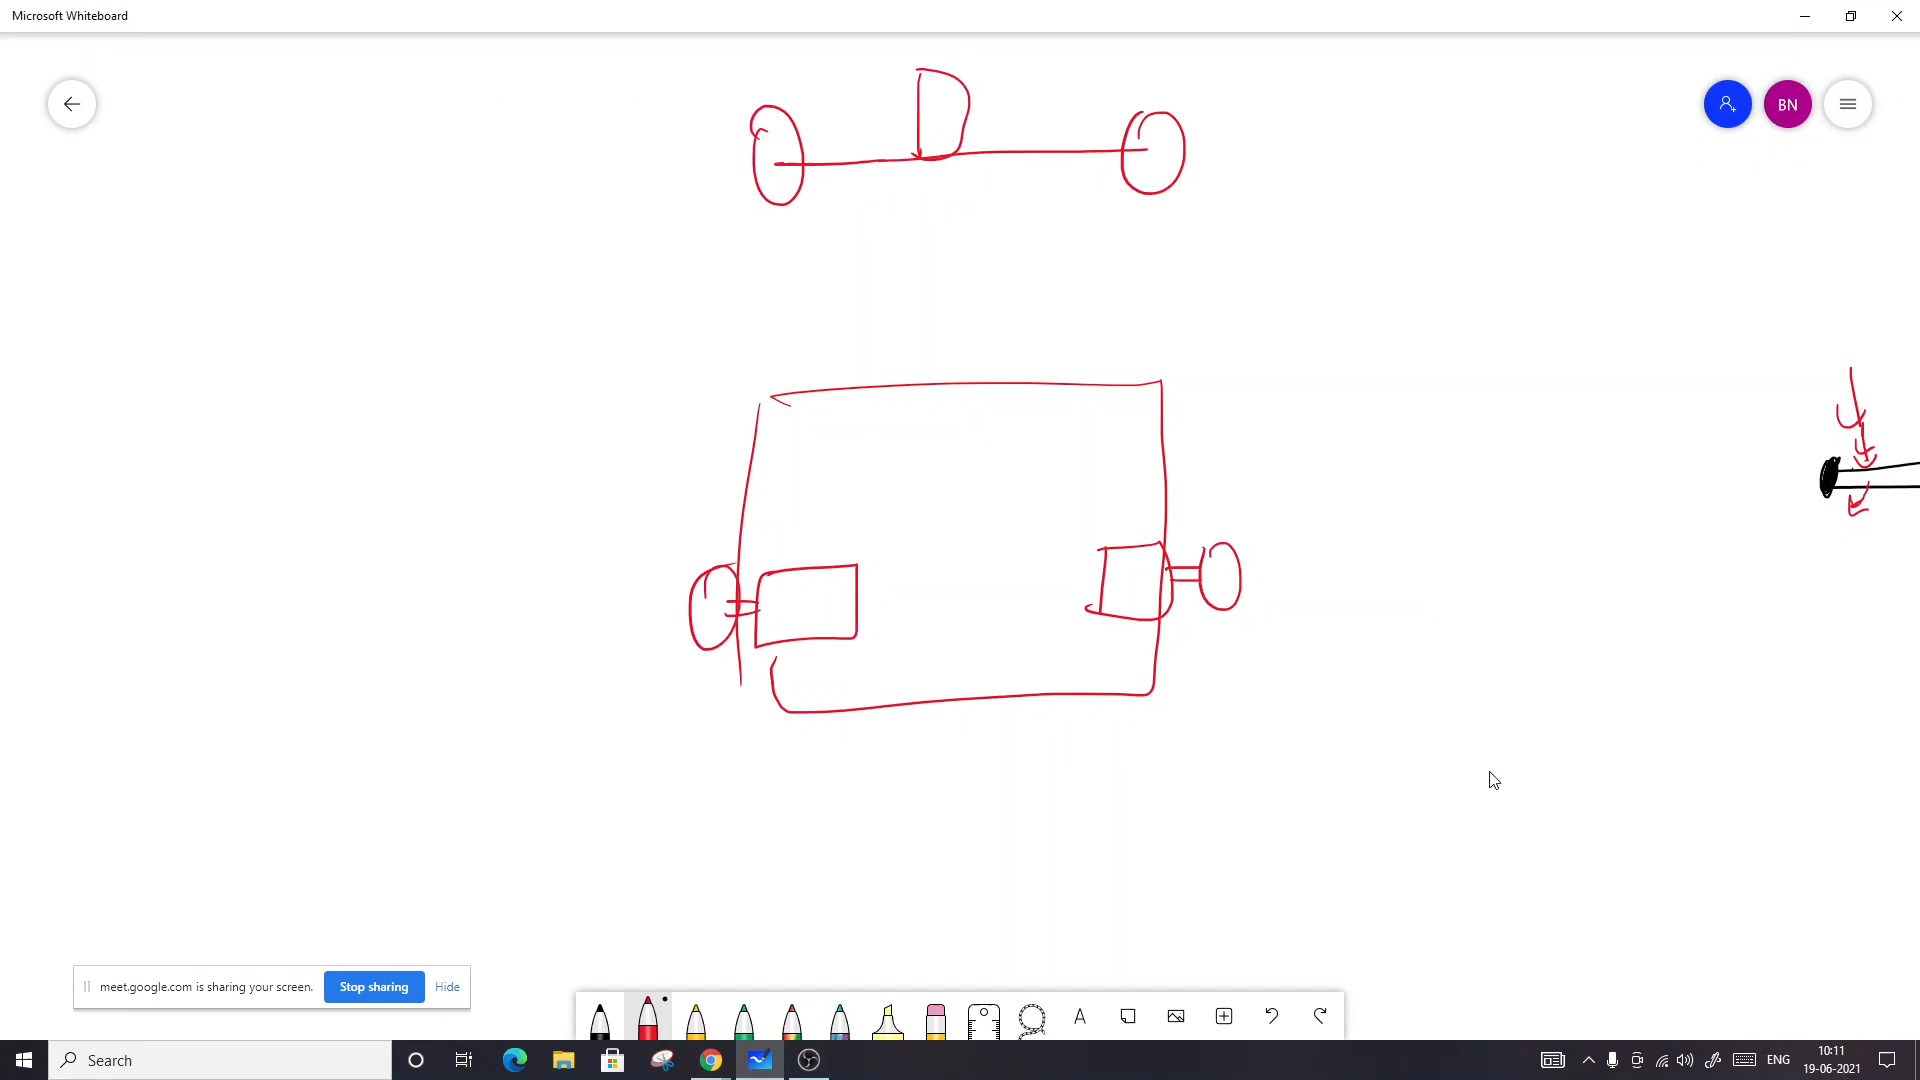 Microsoft Whiteboard
D
BN
meet.google.com is sharing your screen.
Stop sharing
Hide
A
Search
ENG
10:11
19-06-2021